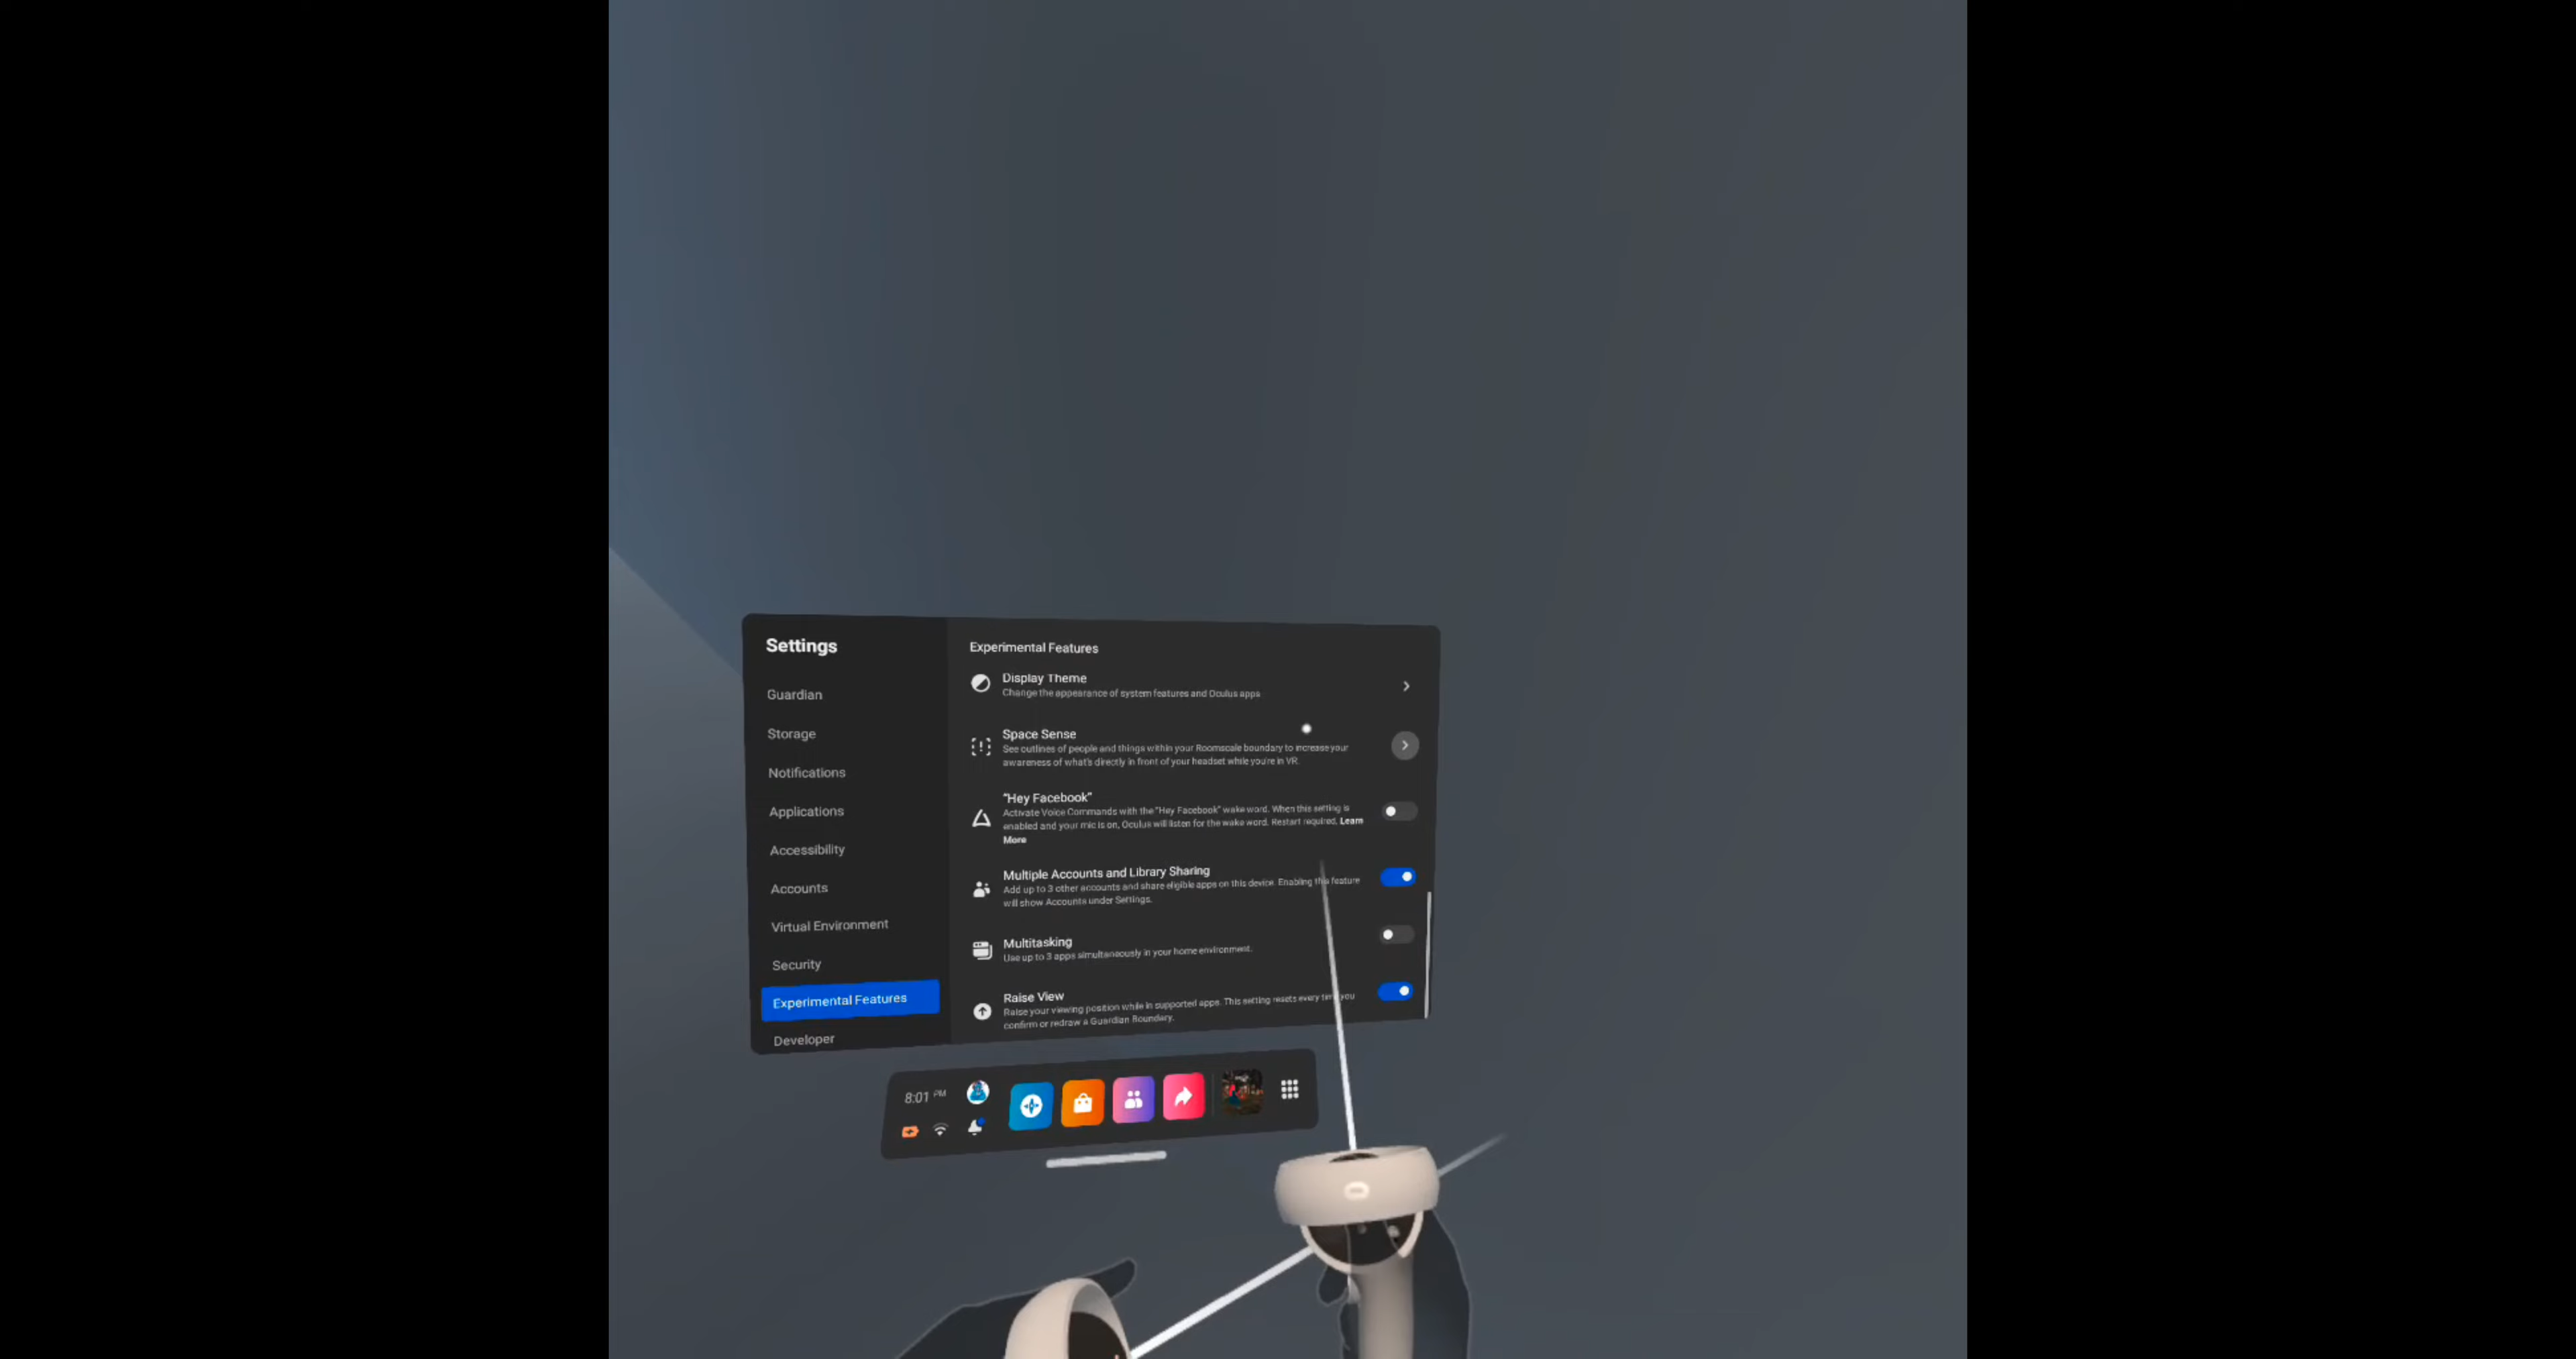 Settings
Guardian
Storage
Notifications
Applications
Accessibility
Accounts
Virtual Environment
Security
Experimental Features
Developer
Experimental Features
Display Theme
Change the appearance of system features and Oculus apps
Space Sense
See outlines of people and things within your Roomscale boundary to increase your
awareness of what's directly in front of your headset while you're in VR.
"Hey Facebook"
Activate Voice Commands with the "Hey Facebook" wake word. When this setting is
enabled and your mic is on, Oculus will listen for the wake word. Restart required. Learn
More
Multiple Accounts and Library Sharing
Add up to 3 other accounts and share eligible apps on this device. Enabling this feature
will show Accounts under Settings.
Multitasking
Use up to 3 apps simultaneously in your home environment.
Raise View
Raise your viewing position while in supported apps. This setting resets every time you
confirm or redraw a Guardian Boundary.
8:01 PM